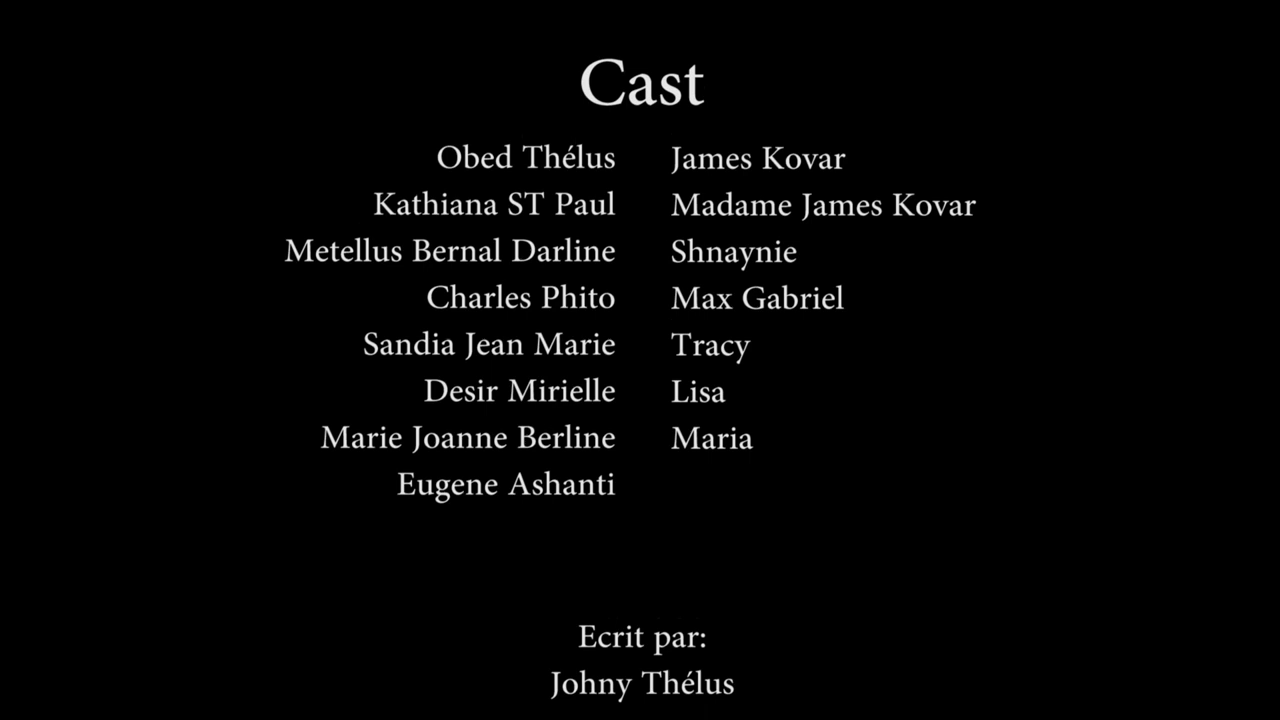 Cast
Obed Thélus James Kovar
Kathiana ST Paul Madame James Kovar
Metellus Bernal Darline Shnaynie
Charles Phito Max Gabriel
Sandia Jean Marie Tracy
Desir Mirielle Lisa
Marie Joanne Berline Maria
Eugene Ashanti
Ecrit par:
Johny Thélus